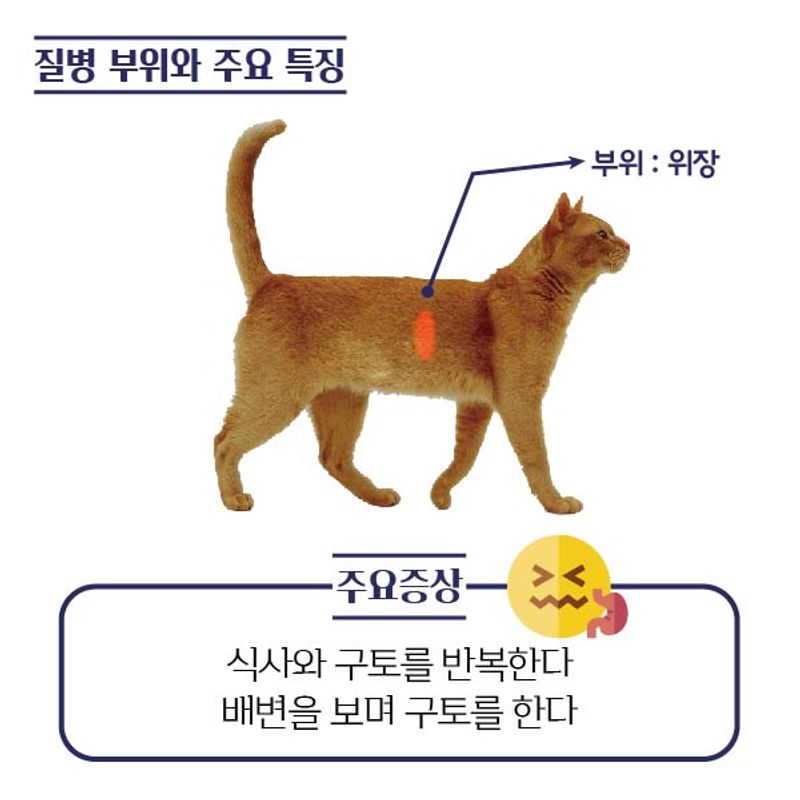 질병 부위와 주요 특징
부위 : 위장
주요증상
식사와 구토를 반복한다
배변을 보며 구토를 한다